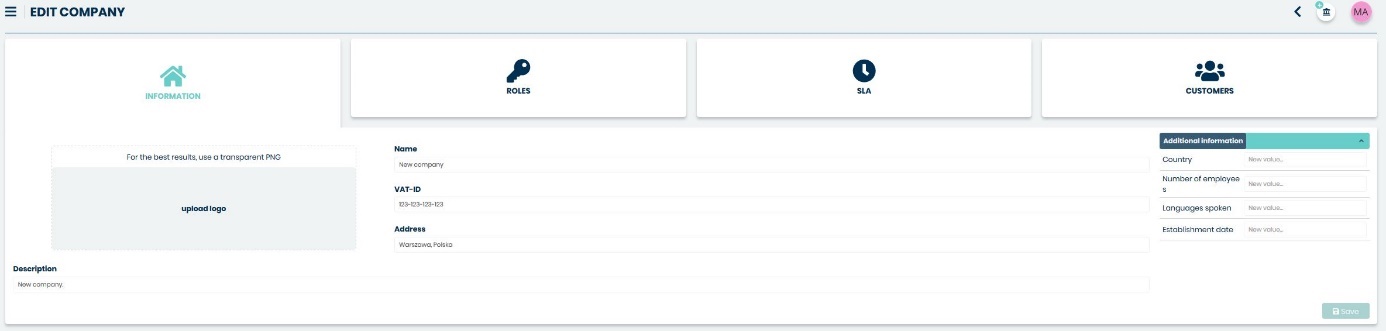 EDIT COMPANY
MA
INFORMATION
ROLES
SLA
CUSTOMERS
For the best results, use a transparent PNG
upload logo
Name
New company
VAT-ID
123-123-123-123
Address
Warszawa, Polska
Additional information
Country
New value...
Number of employee
s
New value...
Languages spoken
New value...
Establishment date
New value...
Description
New company.
Save